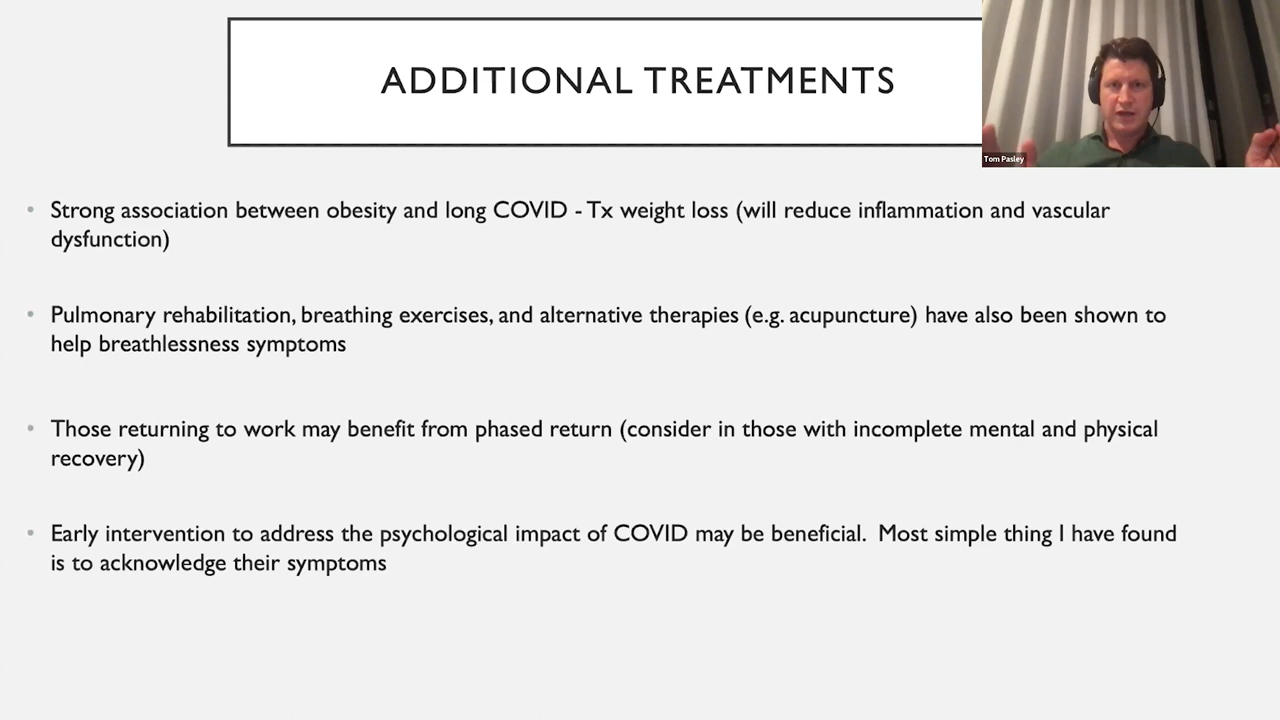 ADDITIONAL TREATMENTS
Tom Pasley
• Strong association between obesity and long COVID - Tx weight loss (will reduce inflammation and vascular
dysfunction)
• Pulmonary rehabilitation, breathing exercises, and alternative therapies (e.g. acupuncture) have also been shown to
help breathlessness symptoms
• Those returning to work may benefit from phased return (consider in those with incomplete mental and physical
recovery)
• Early intervention to address the psychological impact of COVID may be beneficial.  Most simple thing I have found
is to acknowledge their symptoms